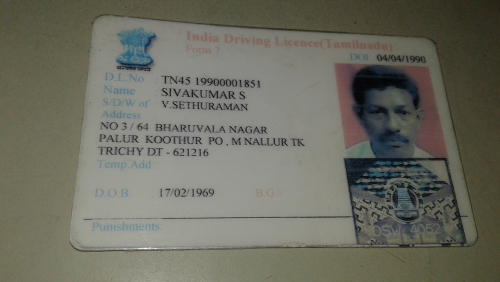 India Driving Licence(Tamilnadu)
Form 7
DOI 04/04/1990
D.L.No TN45 19900001851
Name SIVAKUMAR S
S/D/W of V.SETHURAMAN
Address
NO 3 / 64 BHARUVALA NAGAR
PALUR KOOTHUR PO , M NALLUR TK
TRICHY DT - 621216
Temp.Add
D.O.B. 17/02/1969 B.G
Punishments